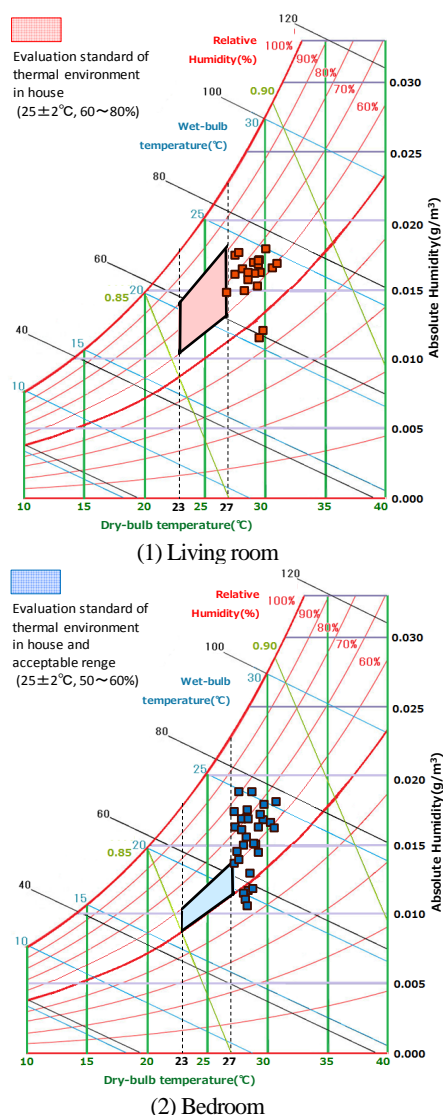 Evaluation standard of
thermal environment
in house
(25±2℃, 60～80%)
Relative
Humidity(%)
Wet-bulb
temperature(℃)
120
100
80
60
40
100%
90%
80%
70%
60%
0.90
0.85
30
25
20
15
10
0.030
0.025
0.020
0.015
0.010
0.005
0.000
Absolute Humidity(g/m³)
10 15 20 23 25 27 30 35 40
Dry-bulb temperature(℃)
(1) Living room
Evaluation standard of
thermal environment
in house and
acceptable renge
(25±2℃, 50～60%)
Relative
Humidity(%)
Wet-bulb
temperature(℃)
120
100
80
60
40
100%
90%
80%
70%
60%
0.90
0.85
30
25
20
15
10
0.030
0.025
0.020
0.015
0.010
0.005
0.000
Absolute Humidity(g/m³)
10 15 20 23 25 27 30 35 40
Dry-bulb temperature(℃)
(2) Bedroom